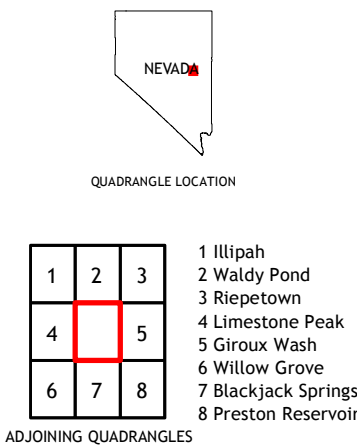 NEVADA
QUADRANGLE LOCATION
1 2 3
4 5
6 7 8
1 Illipah
2 Waldy Pond
3 Riepetown
4 Limestone Peak
5 Giroux Wash
6 Willow Grove
7 Blackjack Springs
8 Preston Reservoir
ADJOINING QUADRANGLES